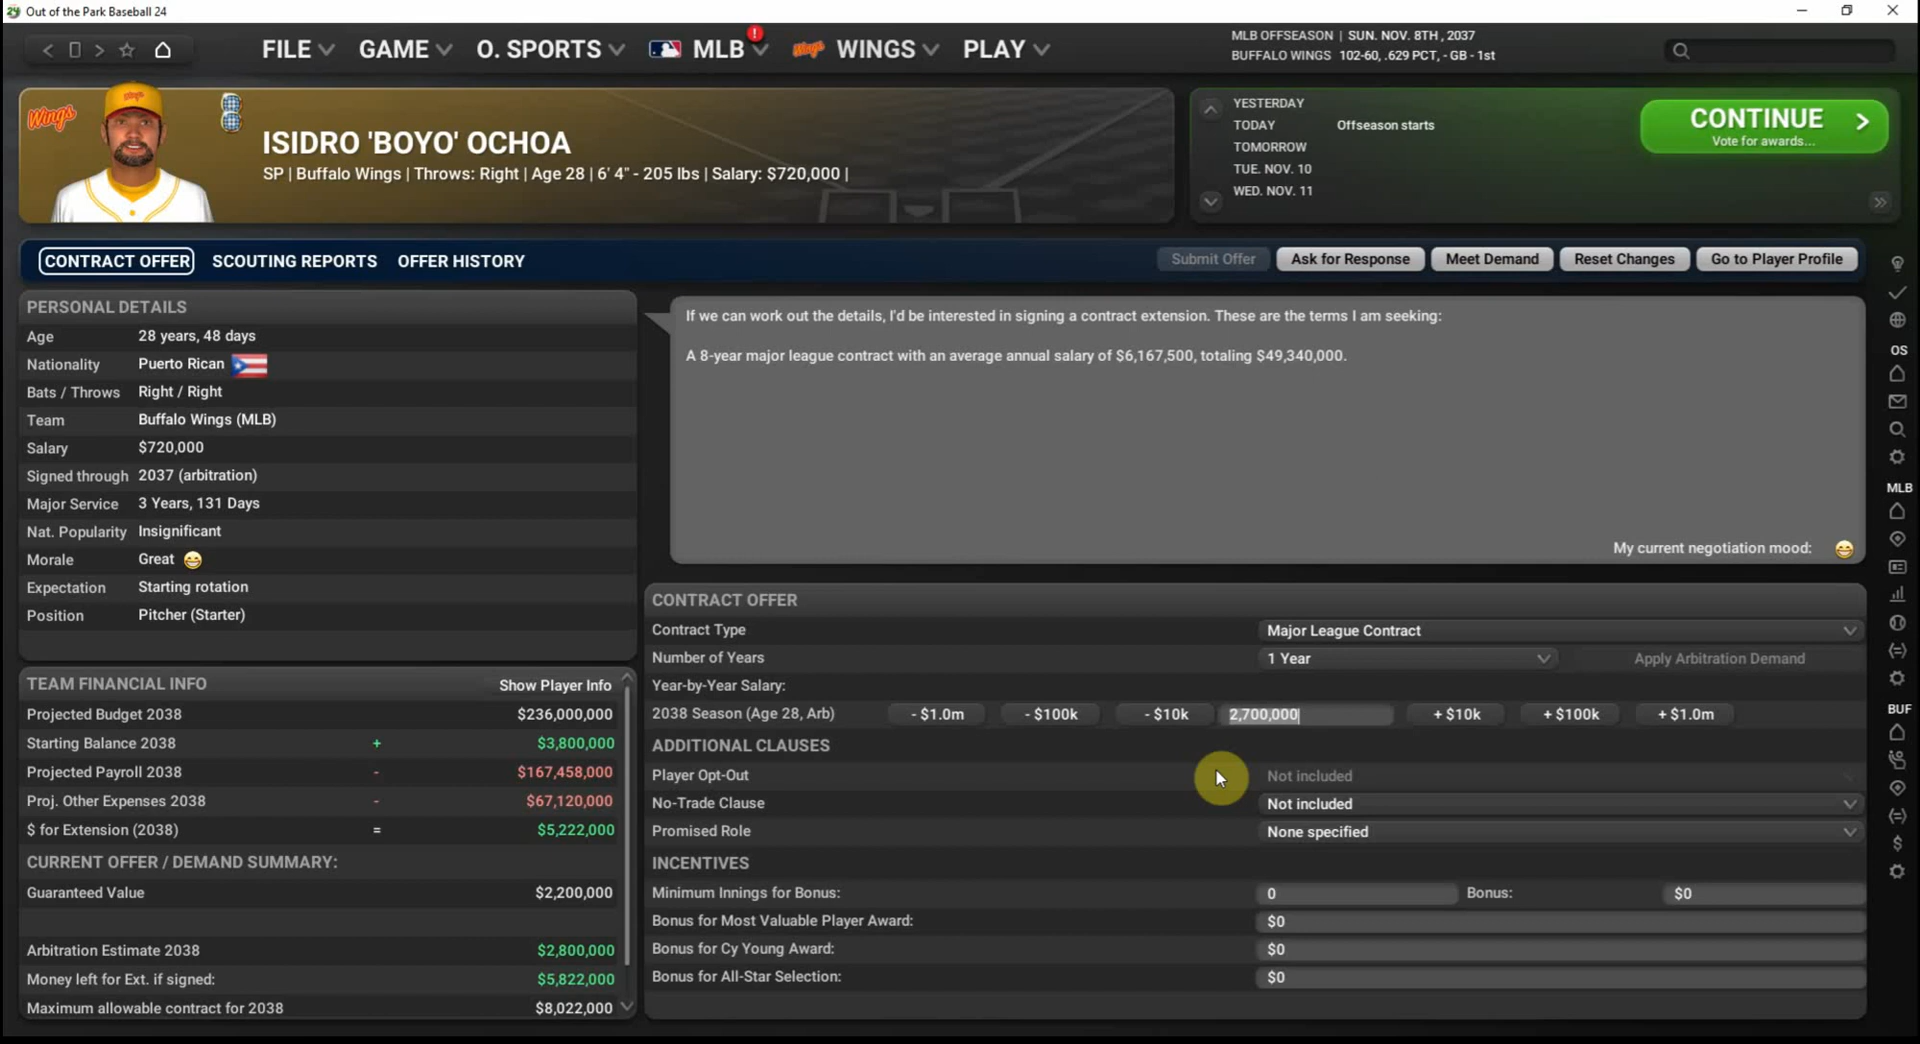 Out of the Park Baseball 24
FILE
GAME
O. SPORTS
MLB
!
WINGS
PLAY
MLB OFFSEASON | SUN. NOV. 8TH , 2037
BUFFALO WINGS 102-60, .629 PCT, - GB - 1st
Wings
ISIDRO 'BOYO' OCHOA
SP | Buffalo Wings | Throws: Right | Age 28 | 6' 4" - 205 lbs | Salary: $720,000 |
YESTERDAY
TODAY Offseason starts
TOMORROW
TUE. NOV. 10
WED. NOV. 11
CONTINUE
Vote for awards...
CONTRACT OFFER
SCOUTING REPORTS
OFFER HISTORY
Submit Offer
Ask for Response
Meet Demand
Reset Changes
Go to Player Profile
PERSONAL DETAILS
Age 28 years, 48 days
Nationality Puerto Rican
Bats / Throws Right / Right
Team Buffalo Wings (MLB)
Salary $720,000
Signed through 2037 (arbitration)
Major Service 3 Years, 131 Days
Nat. Popularity Insignificant
Morale Great
Expectation Starting rotation
Position Pitcher (Starter)
If we can work out the details, I'd be interested in signing a contract extension. These are the terms I am seeking:
A 8-year major league contract with an average annual salary of $6,167,500, totaling $49,340,000.
My current negotiation mood:
TEAM FINANCIAL INFO Show Player Info
Projected Budget 2038 $236,000,000
Starting Balance 2038 + $3,800,000
Projected Payroll 2038 - $167,458,000
Proj. Other Expenses 2038 - $67,120,000
$ for Extension (2038) = $5,222,000
CURRENT OFFER / DEMAND SUMMARY:
Guaranteed Value $2,200,000
Arbitration Estimate 2038 $2,800,000
Money left for Ext. if signed: $5,822,000
Maximum allowable contract for 2038 $8,022,000
CONTRACT OFFER
Contract Type Major League Contract
Number of Years 1 Year Apply Arbitration Demand
Year-by-Year Salary:
2038 Season (Age 28, Arb) - $1.0m - $100k - $10k 2,700,000 + $10k + $100k + $1.0m
ADDITIONAL CLAUSES
Player Opt-Out Not included
No-Trade Clause Not included
Promised Role None specified
INCENTIVES
Minimum Innings for Bonus: 0 Bonus: $0
Bonus for Most Valuable Player Award: $0
Bonus for Cy Young Award: $0
Bonus for All-Star Selection: $0
OS
MLB
BUF